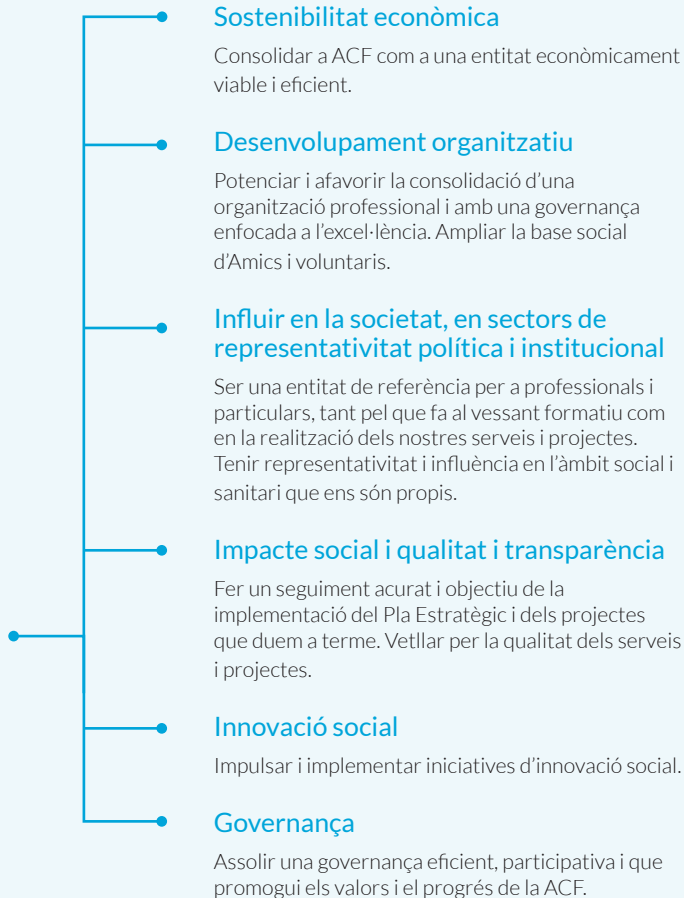 Sostenibilitat econòmica
Consolidar a ACF com a una entitat econòmicament
viable i eficient.
Desenvolupament organitzatiu
Potenciar i afavorir la consolidació d’una
organització professional i amb una governança
enfocada a l’excel·lència. Ampliar la base social
d’Amics i voluntaris.
Influir en la societat, en sectors de
representativitat política i institucional
Ser una entitat de referència per a professionals i
particulars, tant pel que fa al vessant formatiu com
en la realització dels nostres serveis i projectes.
Tenir representativitat i influència en l’àmbit social i
sanitari que ens són propis.
Impacte social i qualitat i transparència
Fer un seguiment acurat i objectiu de la
implementació del Pla Estratègic i dels projectes
que duem a terme. Vetllar per la qualitat dels serveis
i projectes.
Innovació social
Impulsar i implementar iniciatives d’innovació social.
Governança
Assolir una governança eficient, participativa i que
promogui els valors i el progrés de la ACF.